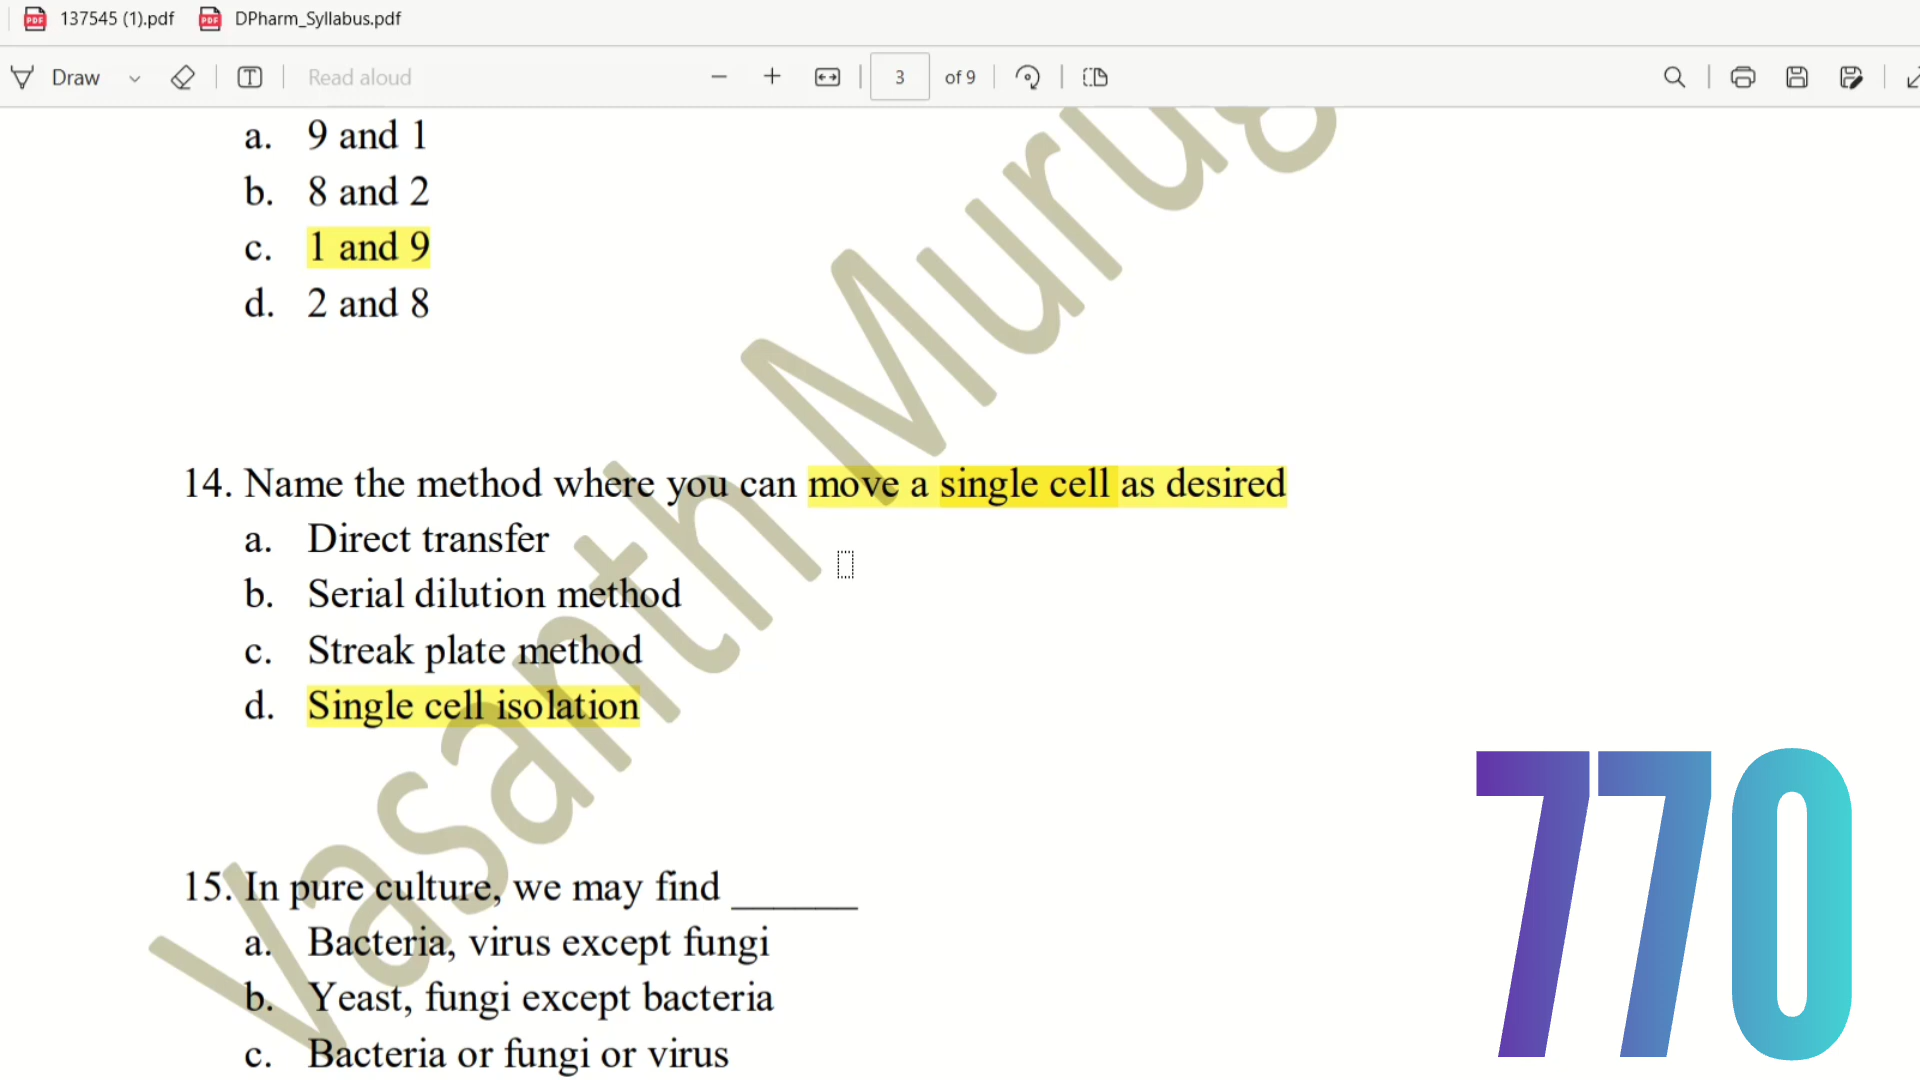 137545 (1).pdf DPharm_Syllabus.pdf
Draw Read aloud 3 of 9
a. 9 and 1
b. 8 and 2
c. 1 and 9
d. 2 and 8
14. Name the method where you can move a single cell as desired
a. Direct transfer
b. Serial dilution method
c. Streak plate method
d. Single cell isolation
15. In pure culture, we may find ______
a. Bacteria, virus except fungi
b. Yeast, fungi except bacteria
c. Bacteria or fungi or virus
Vasanth Murug
770